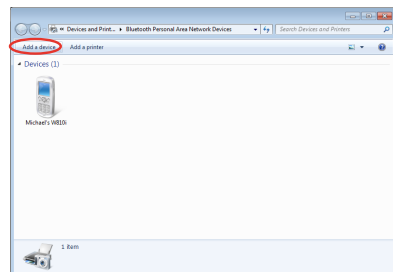 « Devices and Print... ▸ Bluetooth Personal Area Network Devices
Search Devices and Printers
Add a device
Add a printer
Devices (1)
Michael's W810i
1 item